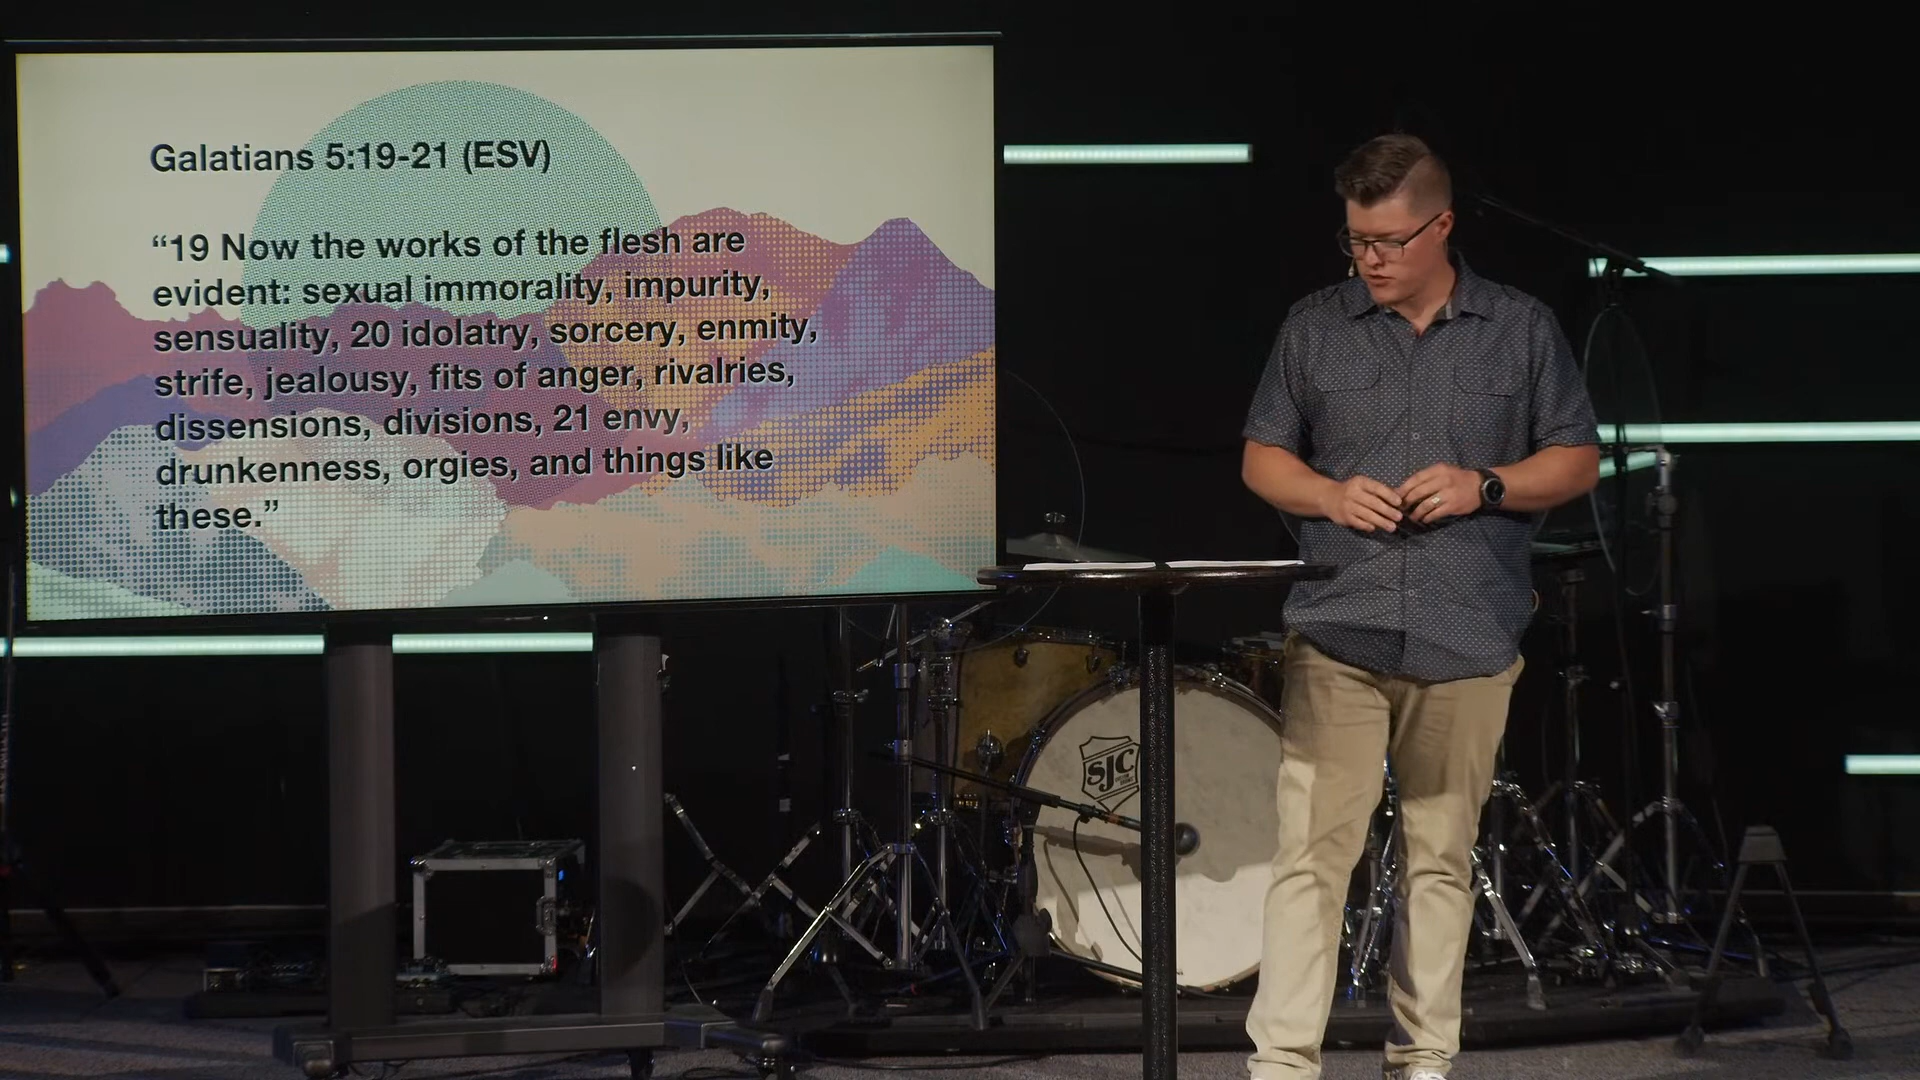 Galatians 5:19-21 (ESV)
“19 Now the works of the flesh are
evident: sexual immorality, impurity,
sensuality, 20 idolatry, sorcery, enmity,
strife, jealousy, fits of anger, rivalries,
dissensions, divisions, 21 envy,
drunkenness, orgies, and things like
these.”
SJC